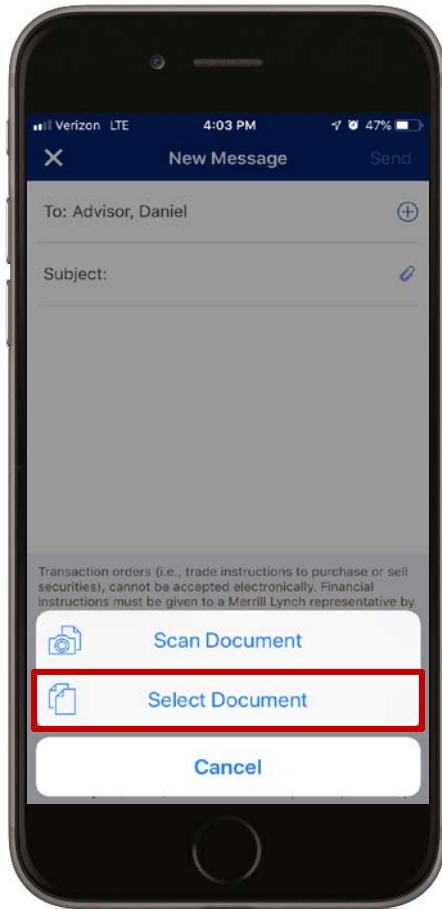 Verizon LTE 4:03 PM 47%
New Message Send
To: Advisor, Daniel
Subject:
Transaction orders (i.e., trade instructions to purchase or sell
securities), cannot be accepted electronically. Financial
instructions must be given to a Merrill Lynch representative by
Scan Document
Select Document
Cancel